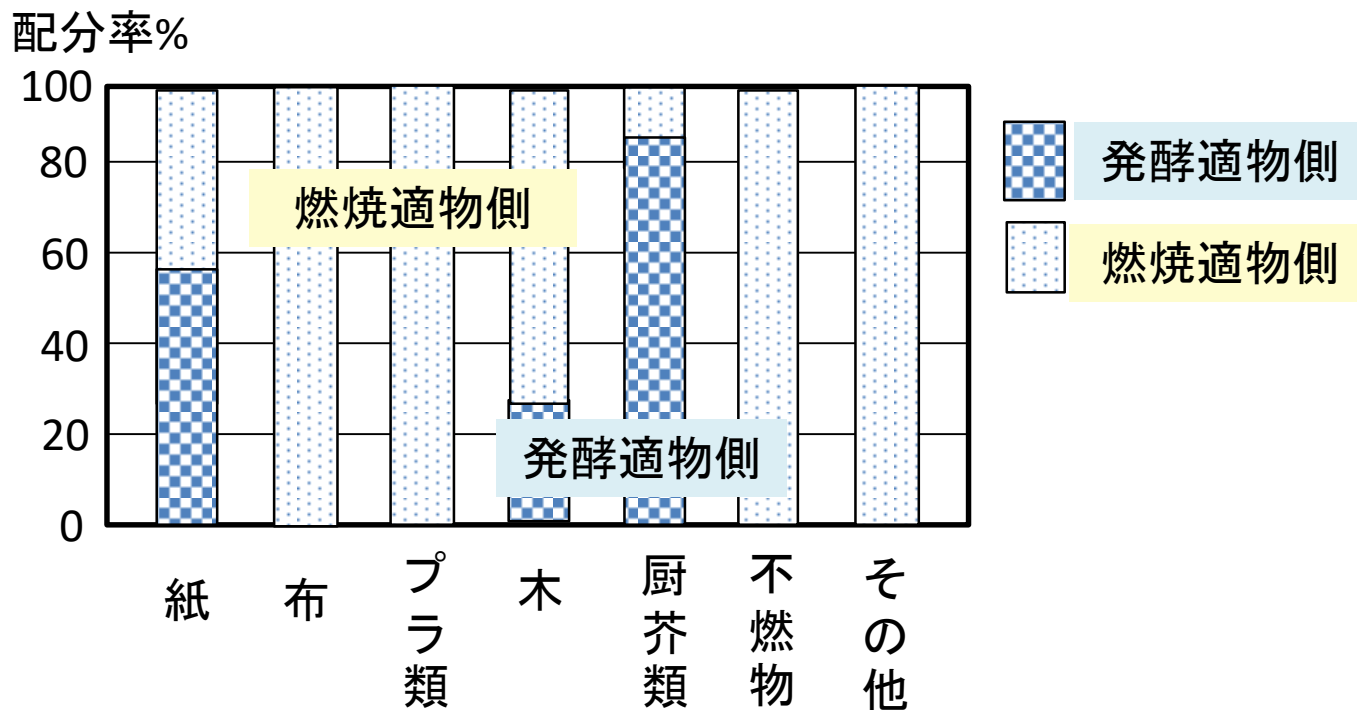 配分率%
100
80
60
40
20
0
燃焼適物側
発酵適物側
発酵適物側
燃焼適物側
紙
布
プラ類
木
厨芥類
不燃物
その他